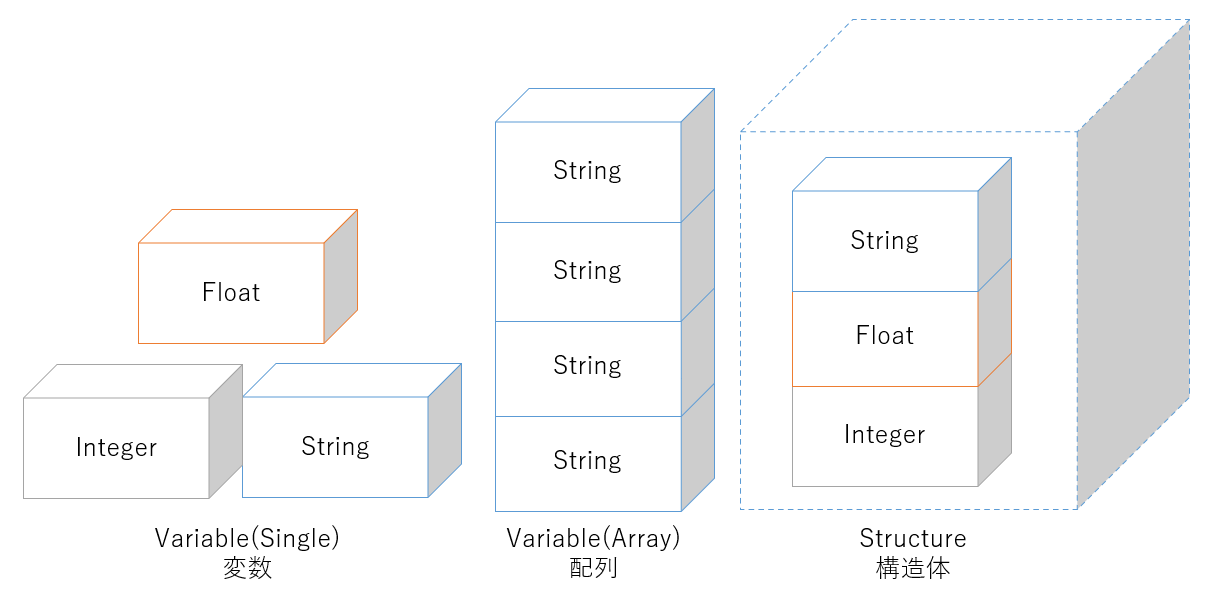 Float
Integer
String
Variable(Single)
変数
String
String
String
String
Variable(Array)
配列
String
Float
Integer
Structure
構造体